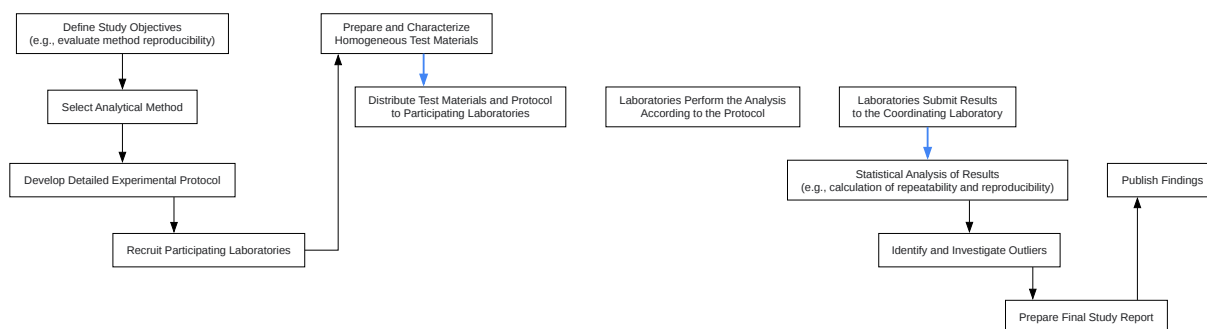 Define Study Objectives
(e.g., evaluate method reproducibility)
Select Analytical Method
Develop Detailed Experimental Protocol
Recruit Participating Laboratories
Prepare and Characterize
Homogeneous Test Materials
Distribute Test Materials and Protocol
to Participating Laboratories
Laboratories Perform the Analysis
According to the Protocol
Laboratories Submit Results
to the Coordinating Laboratory
Statistical Analysis of Results
(e.g., calculation of repeatability and reproducibility)
Identify and Investigate Outliers
Prepare Final Study Report
Publish Findings